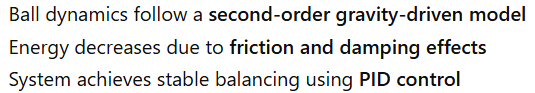 Ball dynamics follow a second-order gravity-driven model
Energy decreases due to friction and damping effects
System achieves stable balancing using PID control